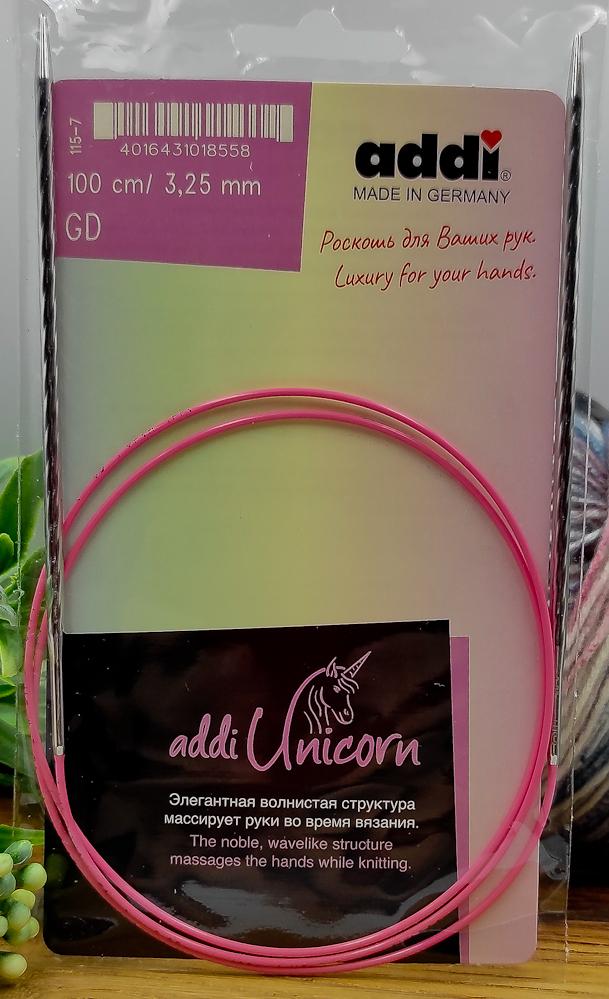 115-7
4016431018558
100 cm/ 3,25 mm
GD
addi®
MADE IN GERMANY
Роскошь для Ваших рук.
Luxury for your hands.
addi Unicorn
Элегантная волнистая структура
массирует руки во время вязания.
The noble, wavelike structure
massages the hands while knitting.